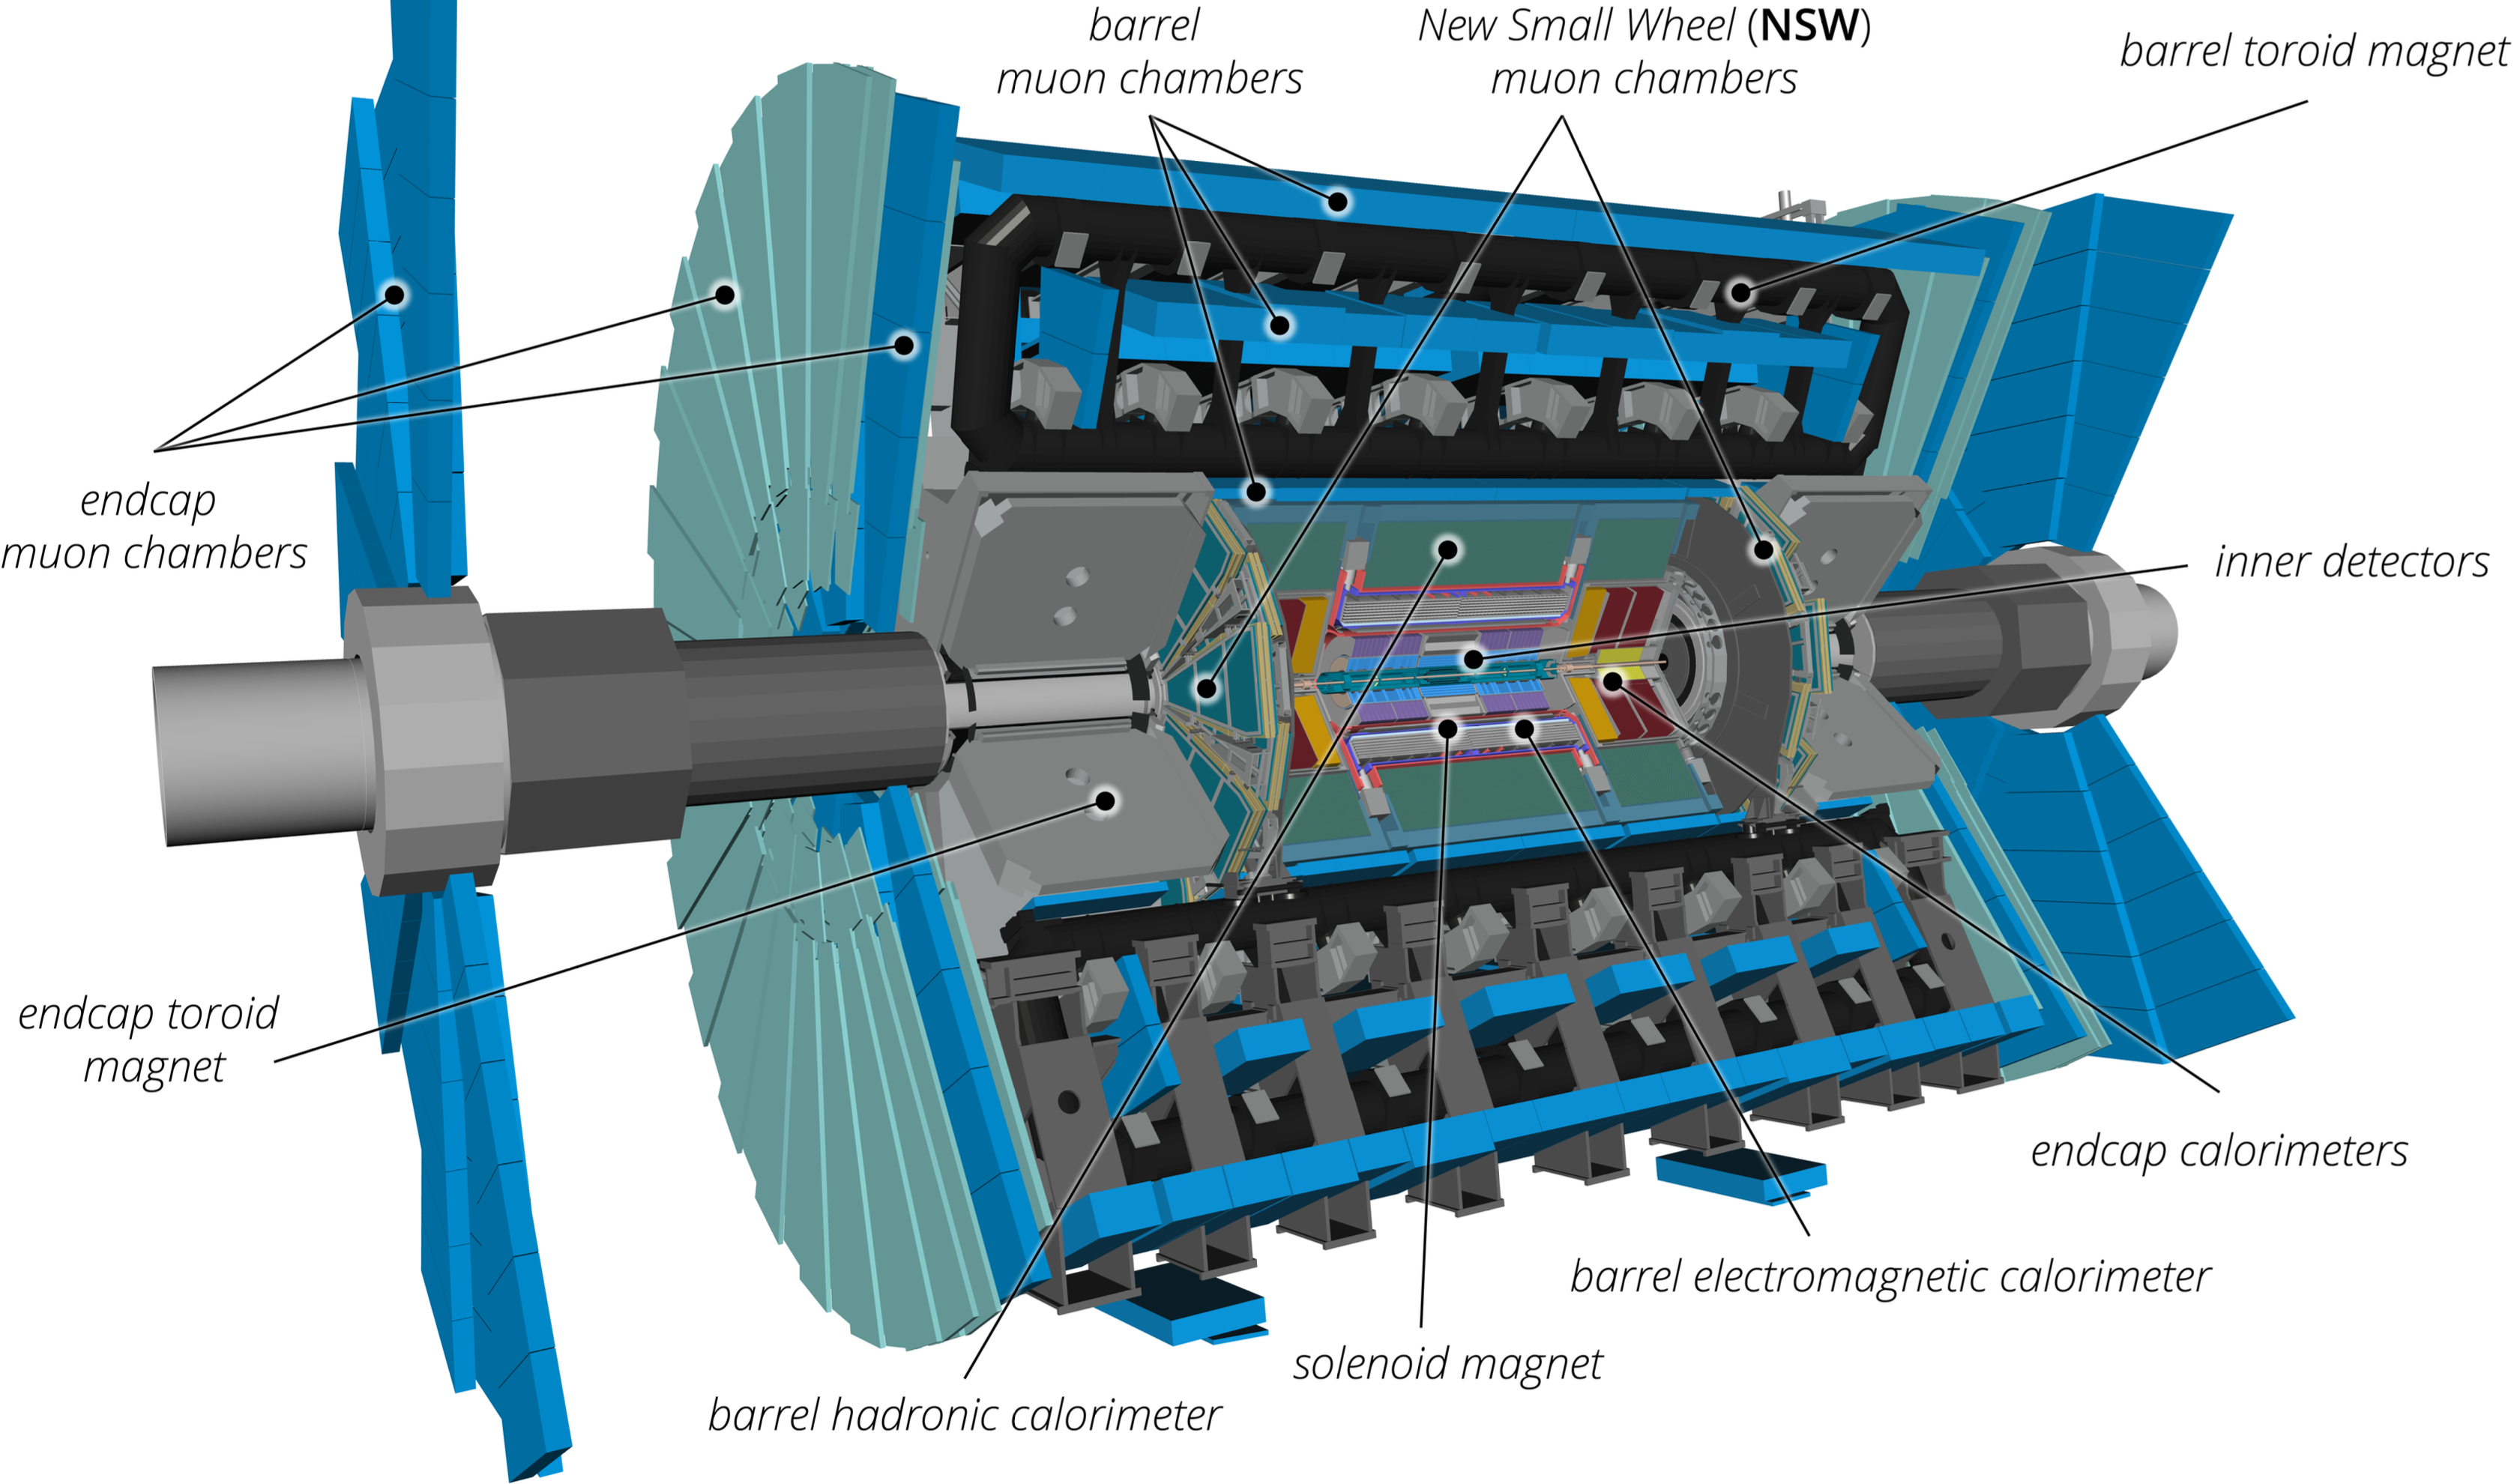 barrel
muon chambers
New Small Wheel (NSW)
muon chambers
barrel toroid magnet
endcap
muon chambers
inner detectors
endcap toroid
magnet
endcap calorimeters
barrel electromagnetic calorimeter
solenoid magnet
barrel hadronic calorimeter